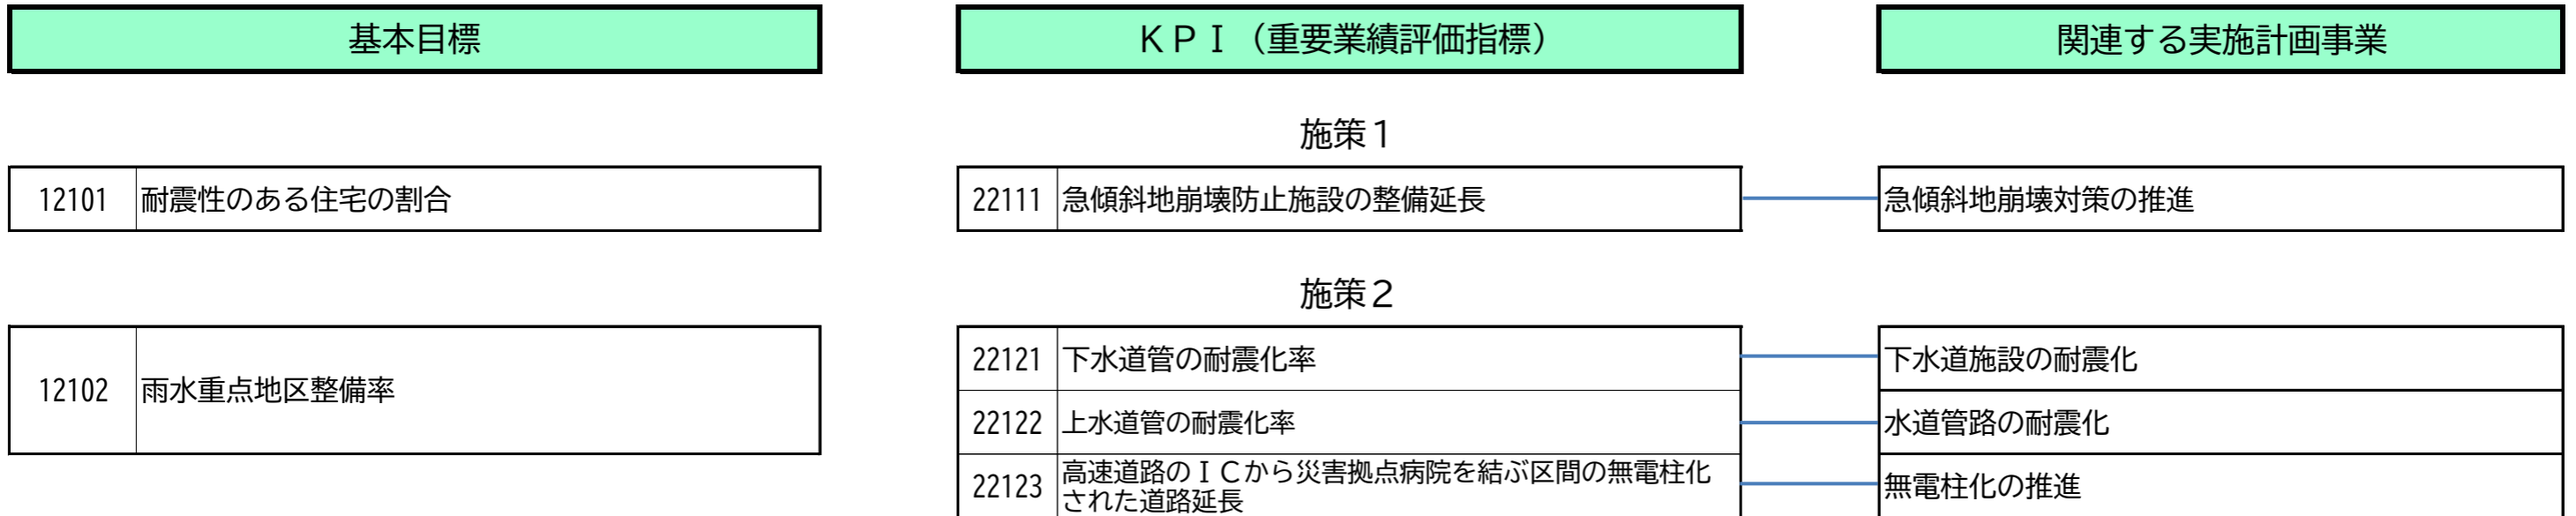 基本目標
ＫＰＩ（重要業績評価指標）
関連する実施計画事業
施策１
12101 耐震性のある住宅の割合
22111 急傾斜地崩壊防止施設の整備延長
急傾斜地崩壊対策の推進
施策２
12102 雨水重点地区整備率
22121 下水道管の耐震化率
下水道施設の耐震化
22122 上水道管の耐震化率
水道管路の耐震化
22123 高速道路のＩＣから災害拠点病院を結ぶ区間の無電柱化
された道路延長
無電柱化の推進